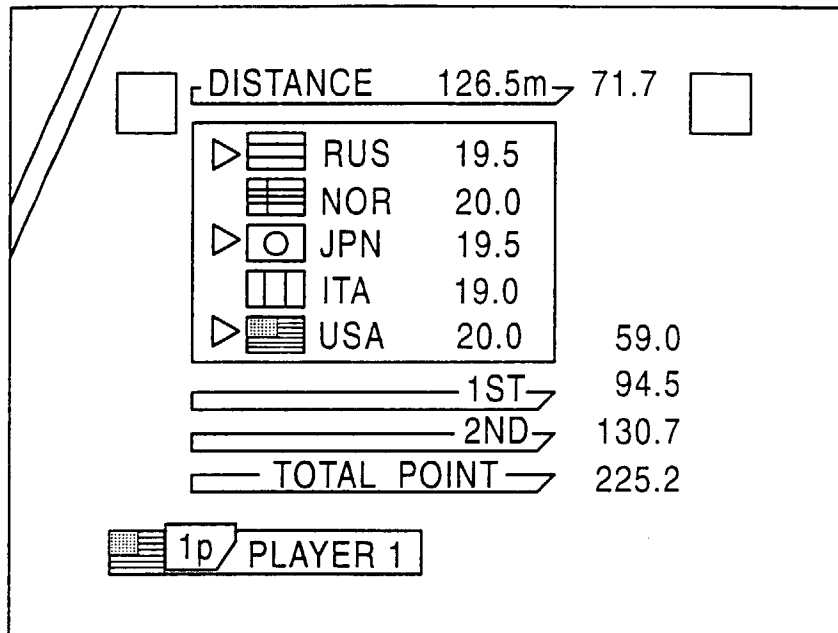 DISTANCE 126.5m 71.7
RUS 19.5
NOR 20.0
JPN 19.5
ITA 19.0
USA 20.0 59.0
1ST 94.5
2ND 130.7
TOTAL POINT 225.2
1p PLAYER 1